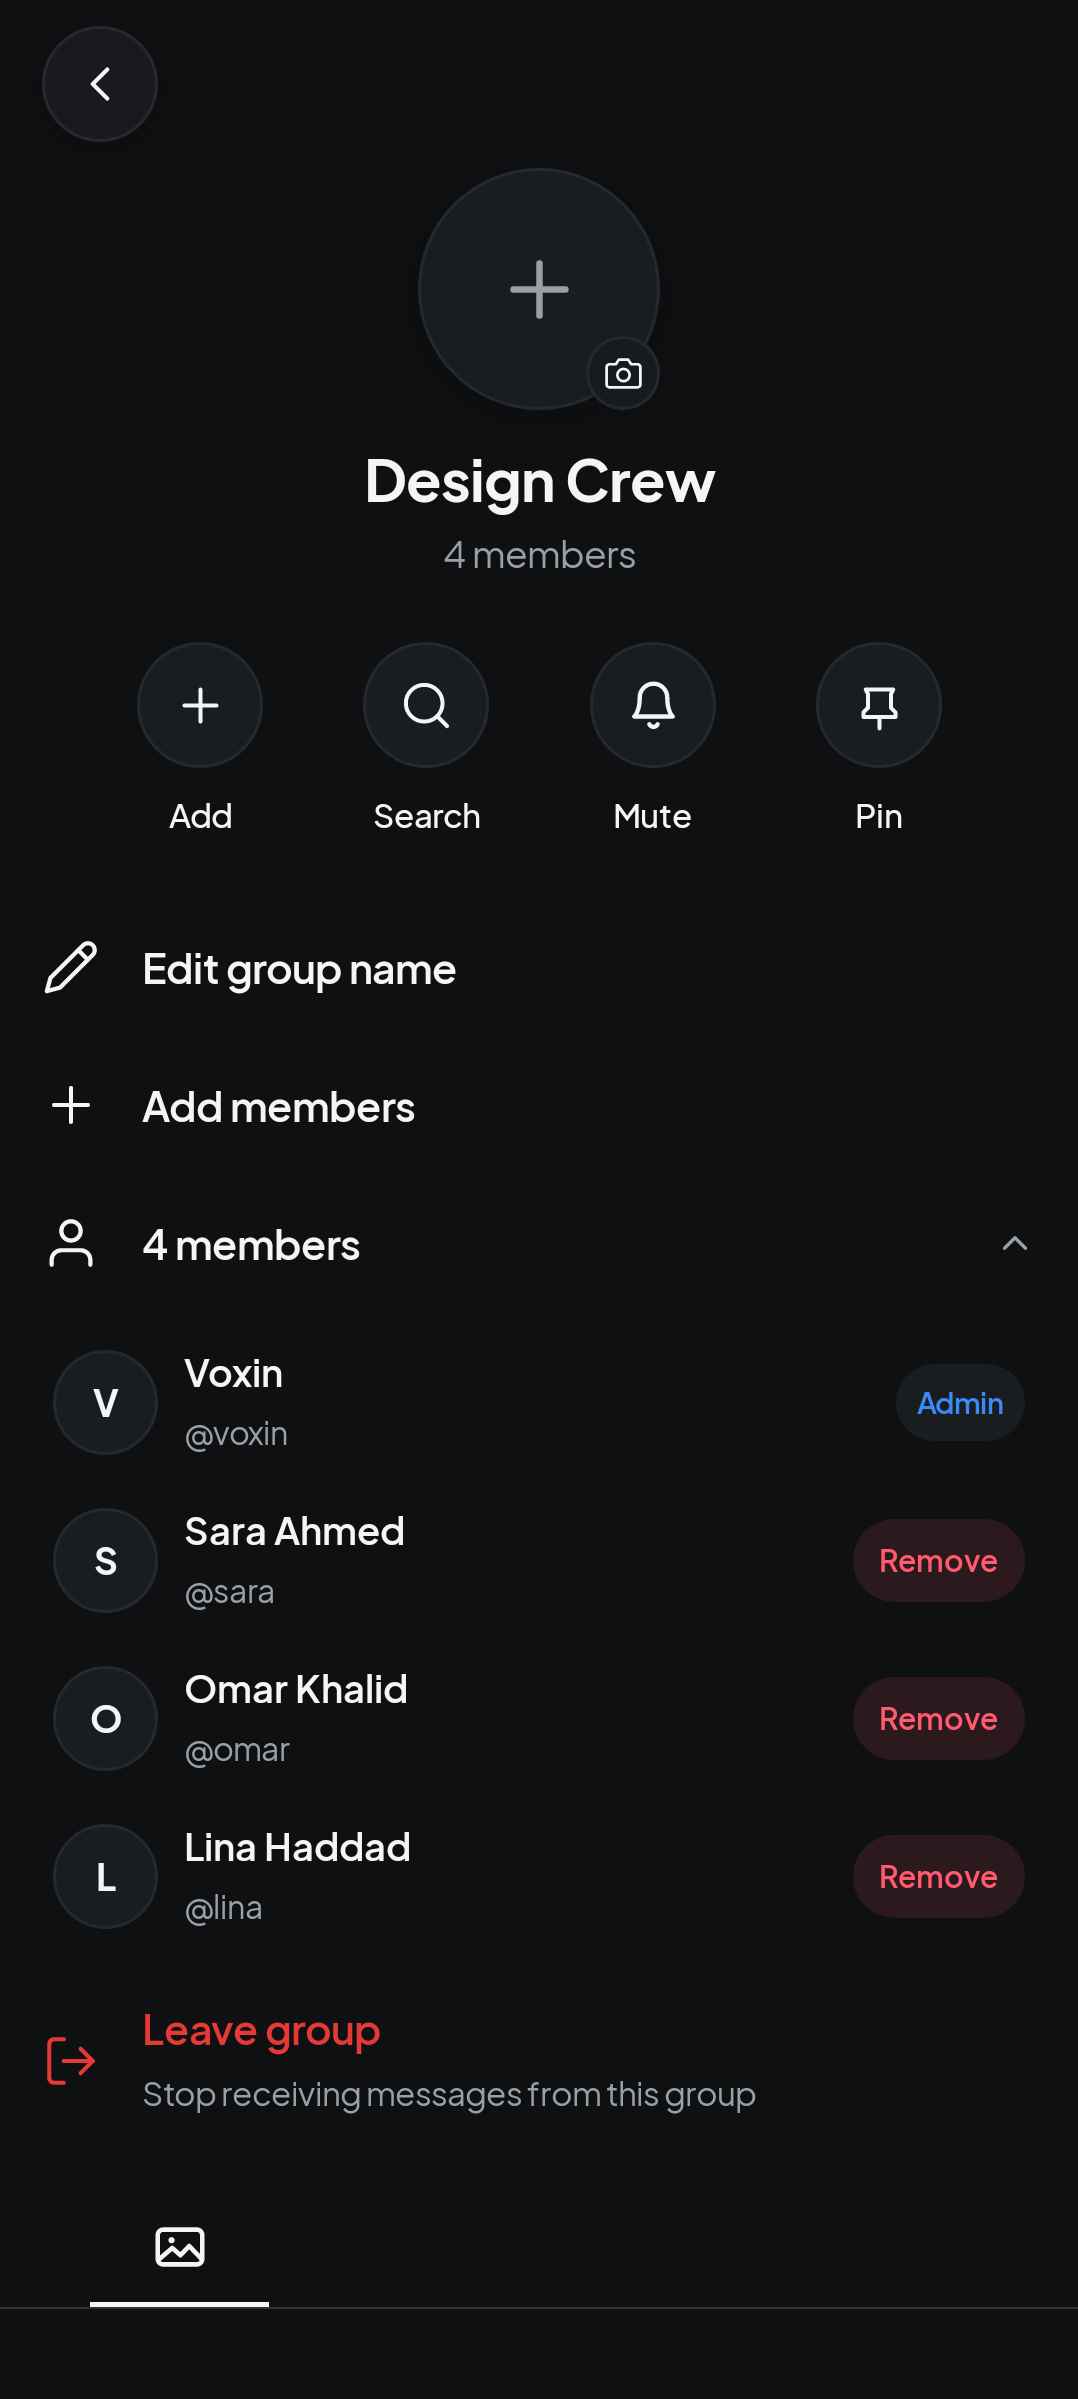 Design Crew
4 members
Add Search Mute Pin
Edit group name
Add members
4 members
V Voxin
@voxin
Admin
S Sara Ahmed
@sara
Remove
O Omar Khalid
@omar
Remove
L Lina Haddad
@lina
Remove
Leave group
Stop receiving messages from this group